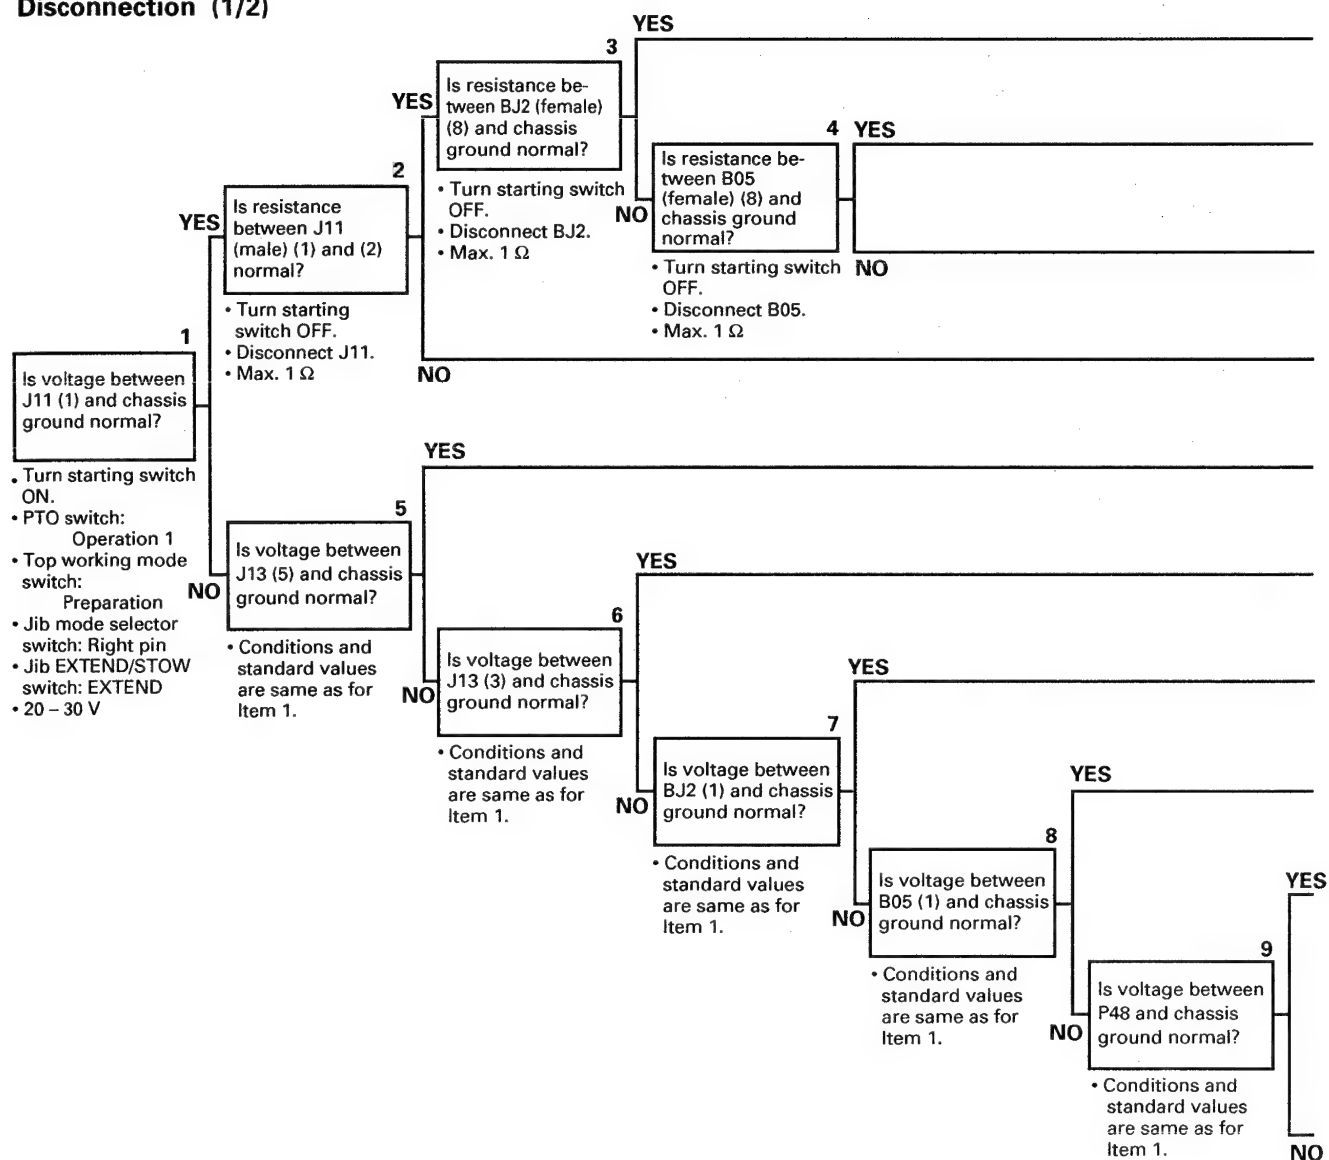 Disconnection (1/2)
YES
3
Is resistance be-
tween BJ2 (female)
(8) and chassis
ground normal?
YES
• Turn starting switch
OFF.
• Disconnect BJ2.
• Max. 1 Ω
4
YES
Is resistance be-
tween B05
(female) (8) and
chassis ground
normal?
NO
• Turn starting switch
OFF.
• Disconnect B05.
• Max. 1 Ω
NO
2
YES
Is resistance
between J11
(male) (1) and (2)
normal?
• Turn starting
switch OFF.
• Disconnect J11.
• Max. 1 Ω
NO
1
Is voltage between
J11 (1) and chassis
ground normal?
• Turn starting switch
ON.
• PTO switch:
Operation 1
• Top working mode
switch:
Preparation
• Jib mode selector
switch: Right pin
• Jib EXTEND/STOW
switch: EXTEND
• 20 – 30 V
YES
5
Is voltage between
J13 (5) and chassis
ground normal?
NO
• Conditions and
standard values
are same as for
Item 1.
YES
6
Is voltage between
J13 (3) and chassis
ground normal?
NO
• Conditions and
standard values
are same as for
Item 1.
YES
7
Is voltage between
BJ2 (1) and chassis
ground normal?
NO
• Conditions and
standard values
are same as for
Item 1.
YES
8
Is voltage between
B05 (1) and chassis
ground normal?
NO
• Conditions and
standard values
are same as for
Item 1.
YES
9
Is voltage between
P48 and chassis
ground normal?
NO
• Conditions and
standard values
are same as for
Item 1.
NO